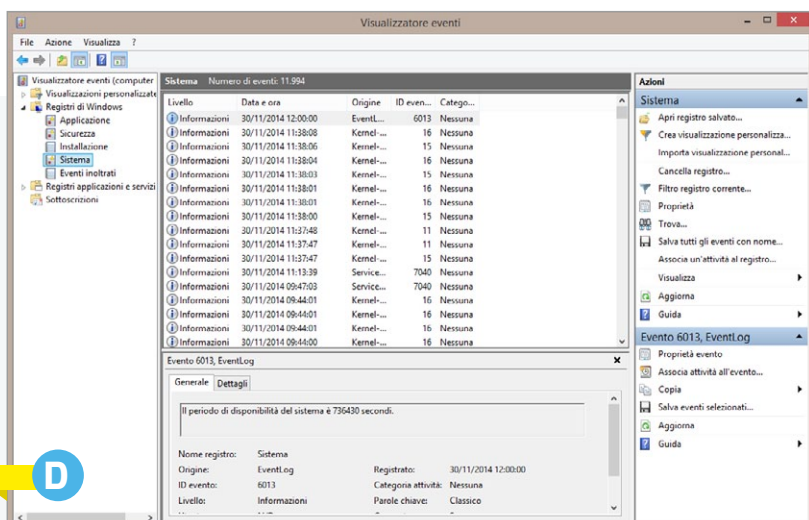 Visualizzatore eventi
File Azione Visualizza ?
Visualizzatore eventi (computer
Visualizzazioni personalizzate
Registri di Windows
Applicazione
Sicurezza
Installazione
Sistema
Eventi inoltrati
Registri applicazioni e servizi
Sottoscrizioni
Sistema Numero di eventi: 11.994
Livello Data e ora Origine ID even... Catego...
Informazioni 30/11/2014 12:00:00 EventL... 6013 Nessuna
Informazioni 30/11/2014 11:38:08 Kernel-... 16 Nessuna
Informazioni 30/11/2014 11:38:06 Kernel-... 15 Nessuna
Informazioni 30/11/2014 11:38:04 Kernel-... 16 Nessuna
Informazioni 30/11/2014 11:38:03 Kernel-... 15 Nessuna
Informazioni 30/11/2014 11:38:01 Kernel-... 16 Nessuna
Informazioni 30/11/2014 11:38:01 Kernel-... 16 Nessuna
Informazioni 30/11/2014 11:38:00 Kernel-... 15 Nessuna
Informazioni 30/11/2014 11:37:48 Kernel-... 11 Nessuna
Informazioni 30/11/2014 11:37:47 Kernel-... 11 Nessuna
Informazioni 30/11/2014 11:37:47 Kernel-... 15 Nessuna
Informazioni 30/11/2014 11:13:39 Service... 7040 Nessuna
Informazioni 30/11/2014 09:47:03 Service... 7040 Nessuna
Informazioni 30/11/2014 09:44:01 Kernel-... 16 Nessuna
Informazioni 30/11/2014 09:44:01 Kernel-... 16 Nessuna
Informazioni 30/11/2014 09:44:01 Kernel-... 16 Nessuna
Informazioni 30/11/2014 09:44:00 Kernel-... 16 Nessuna
Evento 6013, EventLog
Generale Dettagli
Il periodo di disponibilità del sistema è 736430 secondi.
Nome registro: Sistema
Origine: EventLog Registrato: 30/11/2014 12:00:00
ID evento: 6013 Categoria attività: Nessuna
Livello: Informazioni Parole chiave: Classico
Azioni
Sistema
Apri registro salvato...
Crea visualizzazione personalizza...
Importa visualizzazione personal...
Cancella registro...
Filtro registro corrente...
Proprietà
Trova...
Salva tutti gli eventi con nome...
Associa un'attività al registro...
Visualizza
Aggiorna
Guida
Evento 6013, EventLog
Proprietà evento
Associa attività all'evento...
Copia
Salva eventi selezionati...
Aggiorna
Guida
D